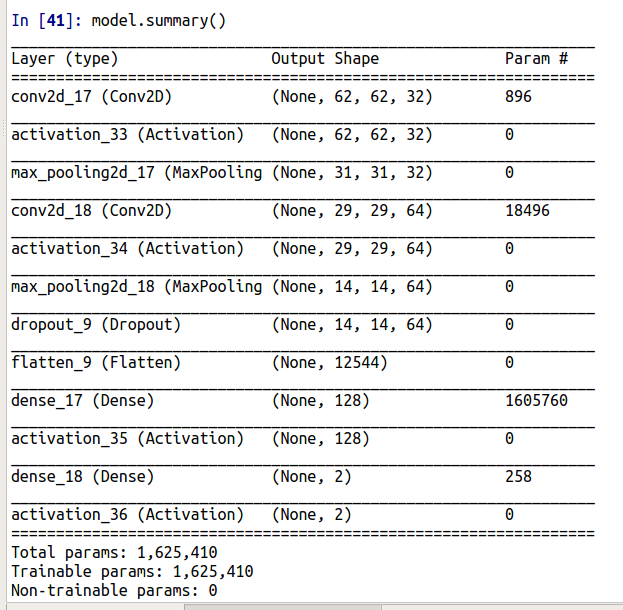 In [41]: model.summary()
_________________________________________________________________
Layer (type)                 Output Shape              Param #
=================================================================
conv2d_17 (Conv2D)           (None, 62, 62, 32)        896
_________________________________________________________________
activation_33 (Activation)   (None, 62, 62, 32)        0
_________________________________________________________________
max_pooling2d_17 (MaxPooling (None, 31, 31, 32)        0
_________________________________________________________________
conv2d_18 (Conv2D)           (None, 29, 29, 64)        18496
_________________________________________________________________
activation_34 (Activation)   (None, 29, 29, 64)        0
_________________________________________________________________
max_pooling2d_18 (MaxPooling (None, 14, 14, 64)        0
_________________________________________________________________
dropout_9 (Dropout)          (None, 14, 14, 64)        0
_________________________________________________________________
flatten_9 (Flatten)          (None, 12544)             0
_________________________________________________________________
dense_17 (Dense)             (None, 128)               1605760
_________________________________________________________________
activation_35 (Activation)   (None, 128)               0
_________________________________________________________________
dense_18 (Dense)             (None, 2)                 258
_________________________________________________________________
activation_36 (Activation)   (None, 2)                 0
=================================================================
Total params: 1,625,410
Trainable params: 1,625,410
Non-trainable params: 0